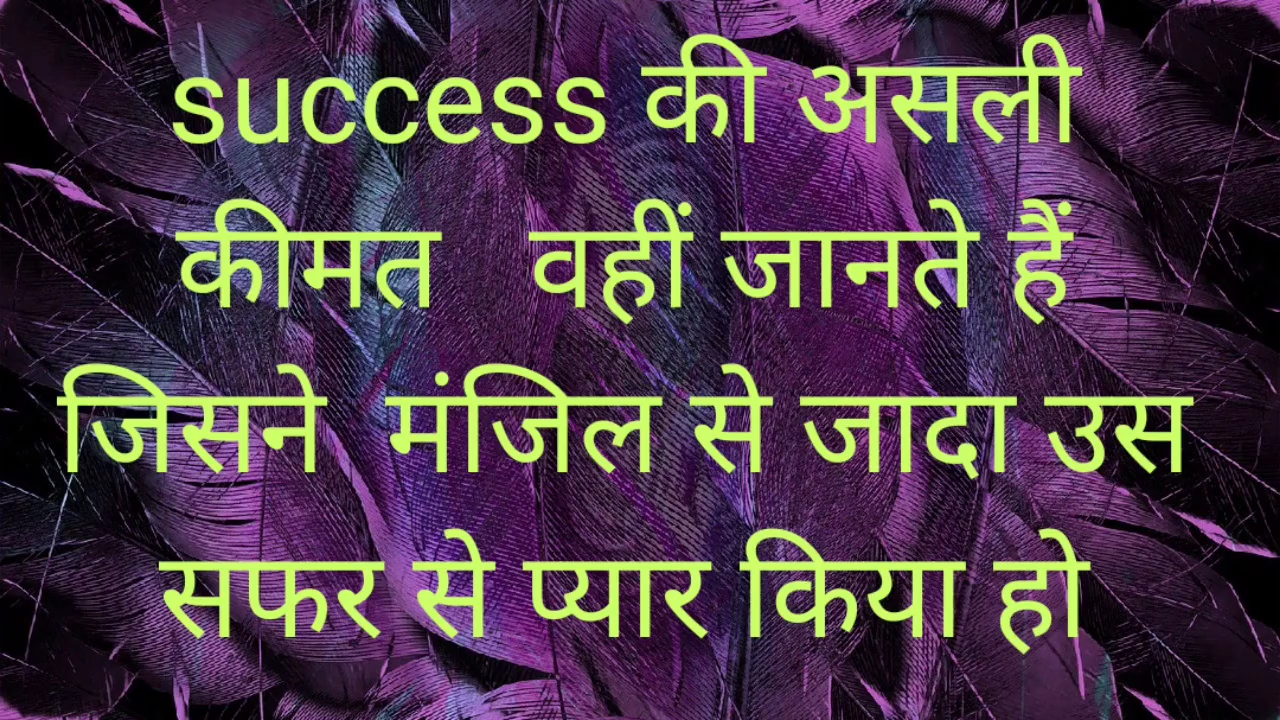 success की असली
कीमत वहीं जानते हैं
जिसने मंजिल से जादा उस
सफर से प्यार किया हो